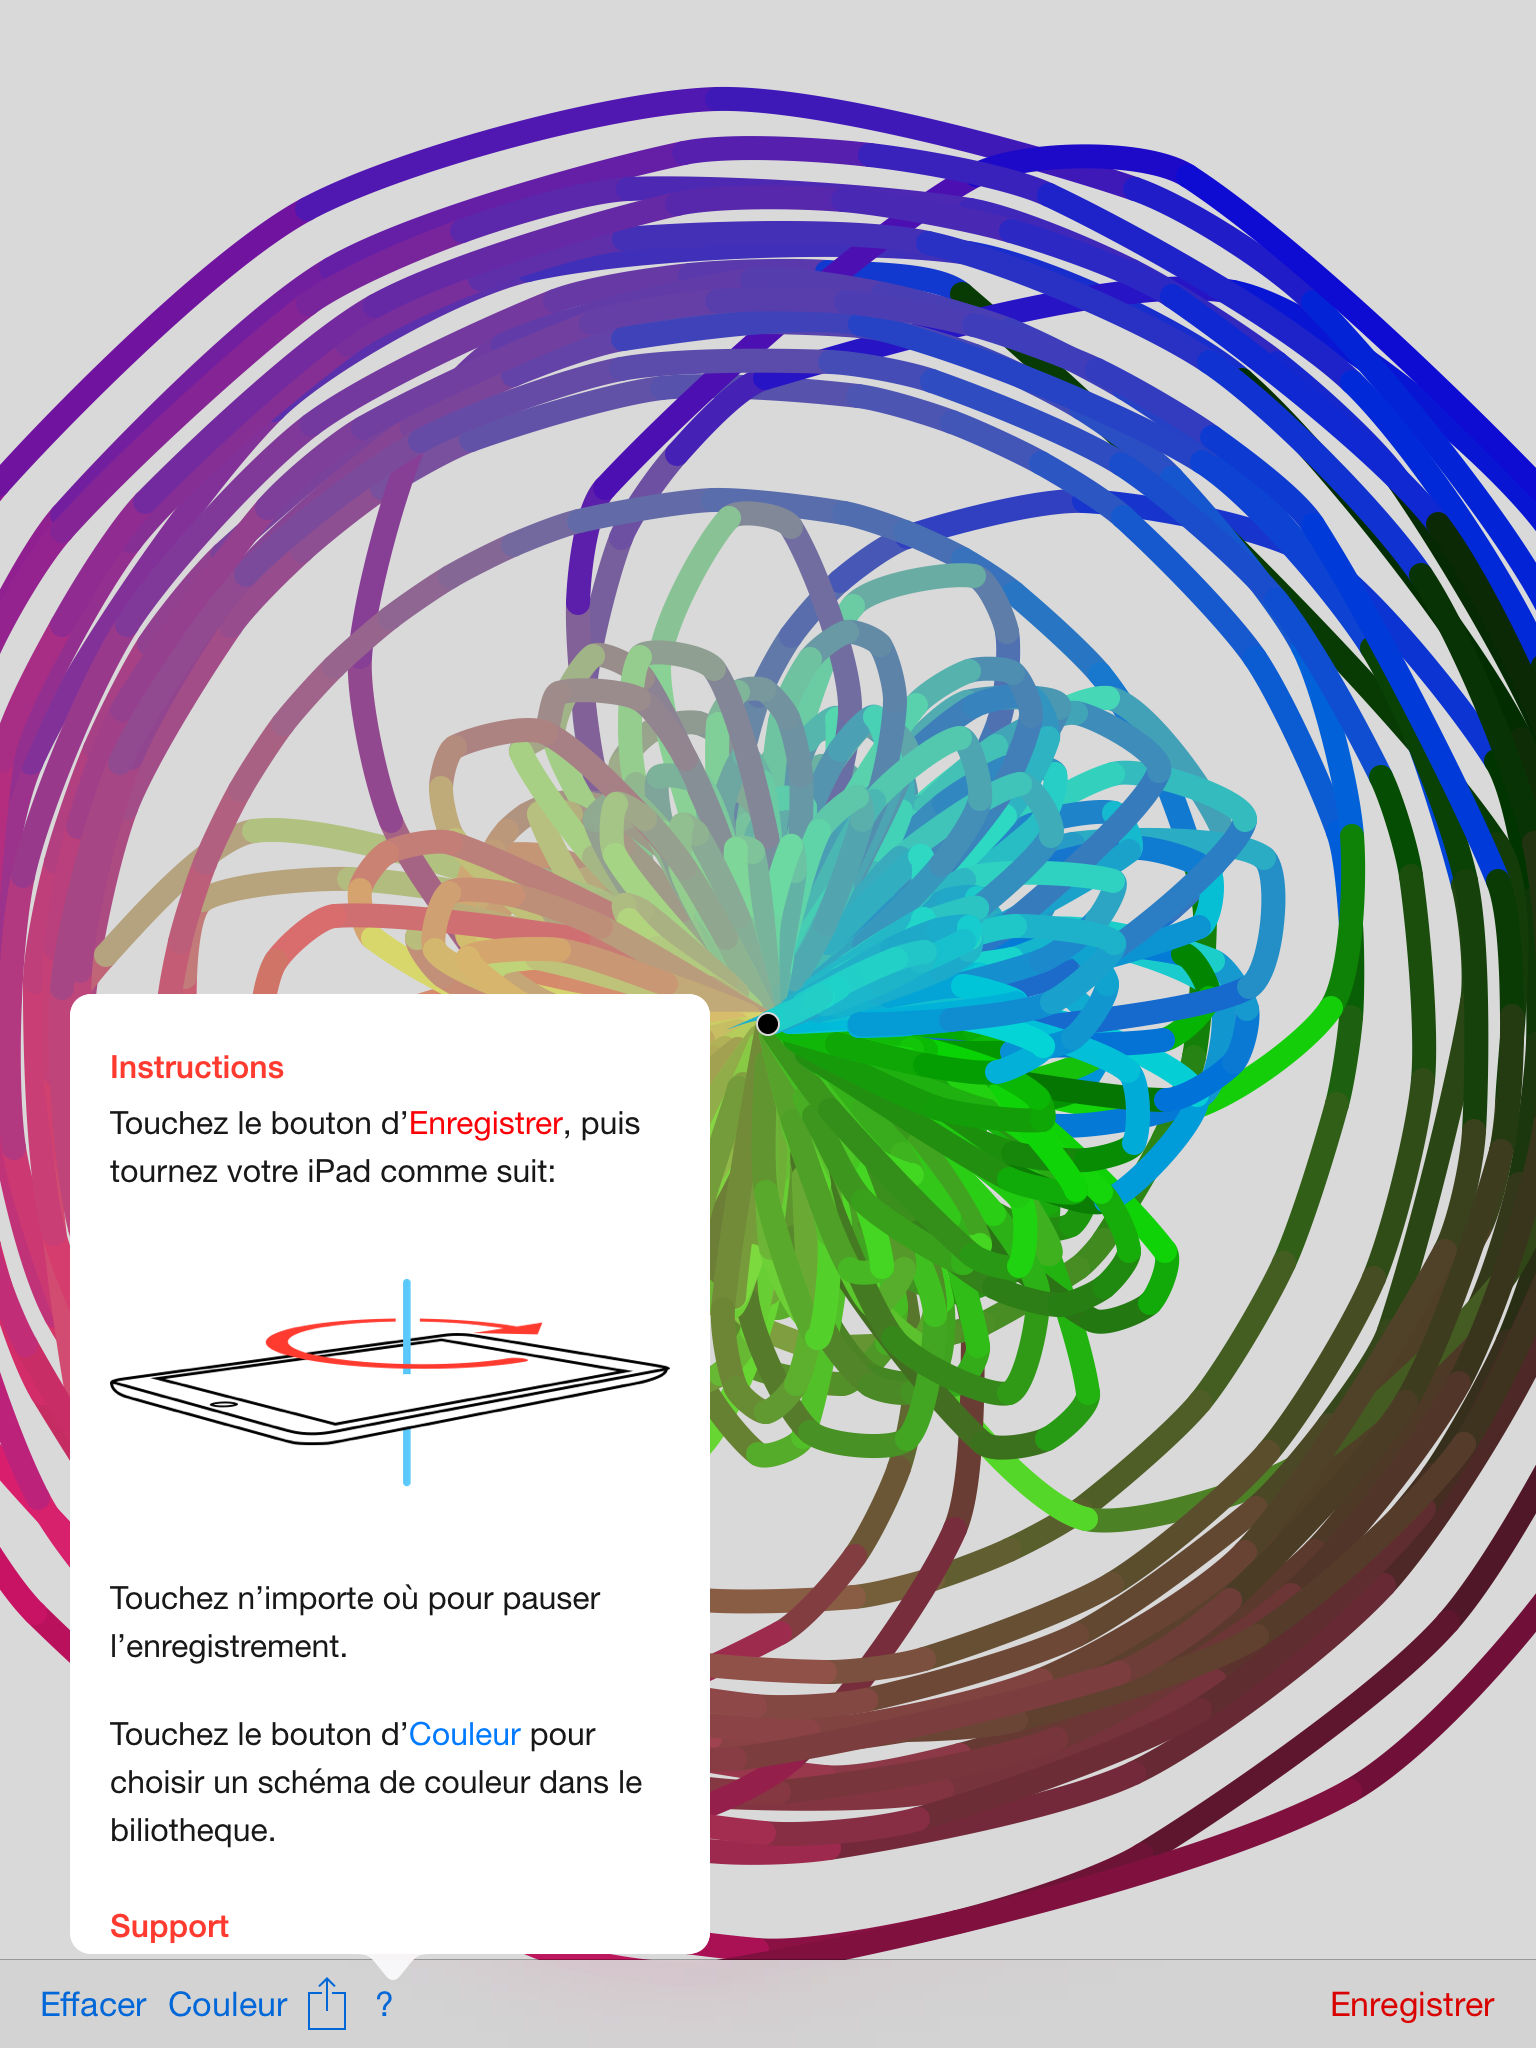 Instructions
Touchez le bouton d’Enregistrer, puis
tournez votre iPad comme suit:
Touchez n’importe où pour pauser
l’enregistrement.
Touchez le bouton d’Couleur pour
choisir un schéma de couleur dans le
biliotheque.
Support
Effacer Couleur ? Enregistrer